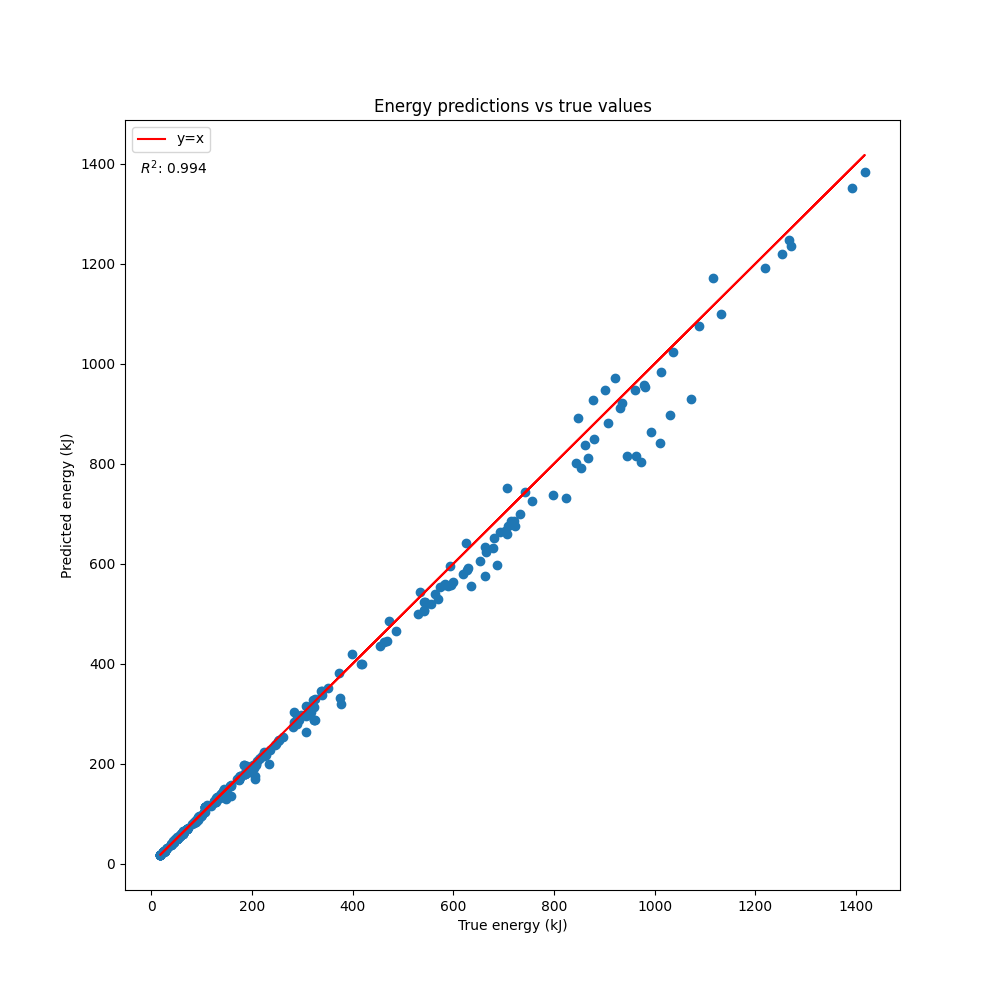 Energy predictions vs true values
y=x
R²: 0.994
1400
1200
1000
800
600
400
200
0
Predicted energy (kJ)
0 200 400 600 800 1000 1200 1400
True energy (kJ)